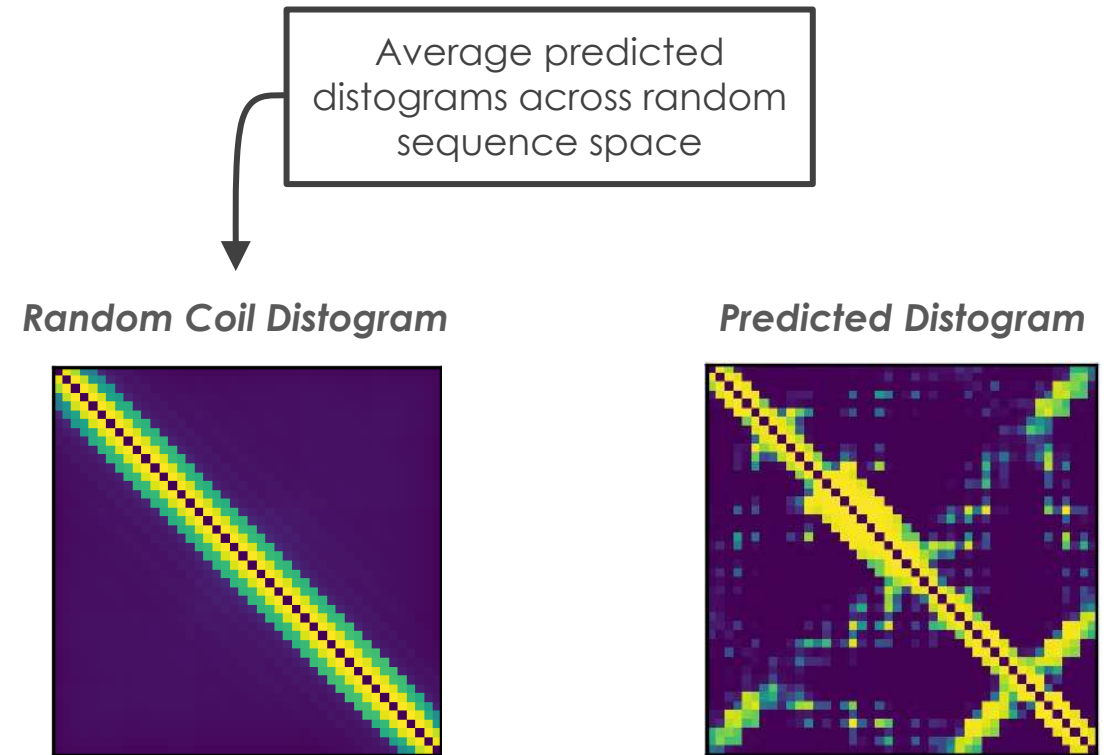 Average predicted
distograms across random
sequence space
Random Coil Distogram
Predicted Distogram